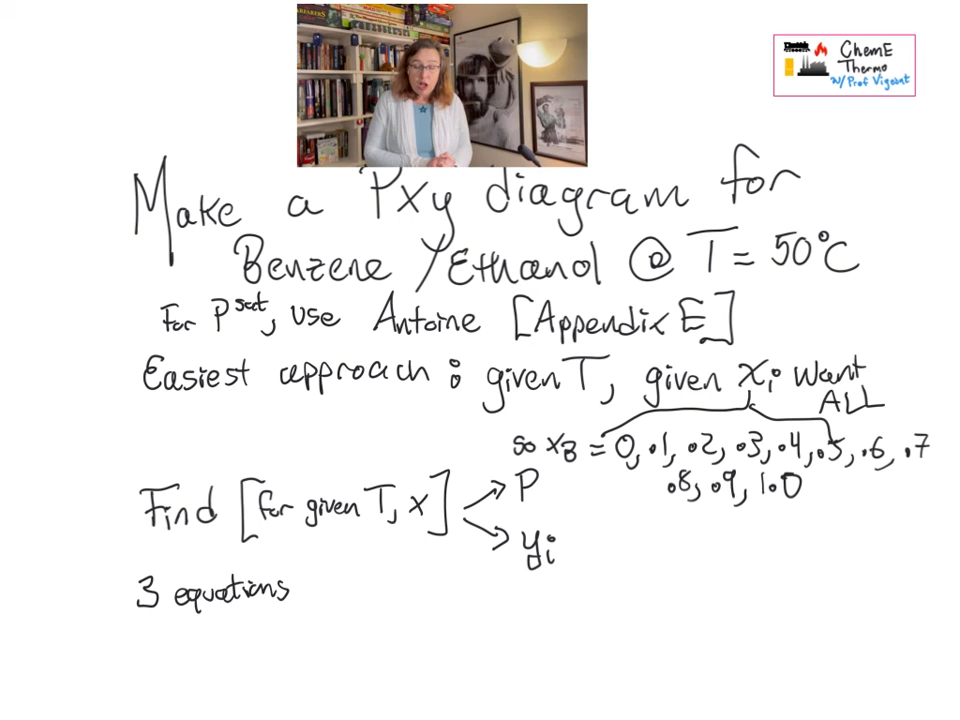 ChemE
Thermo
w/ Prof Vigeant
Make a Pxy diagram for
Benzene / Ethanol @ T = 50°C
For P^sat, use Antoine [Appendix E]
Easiest approach : given T, given xi want
ALL
so xB = 0, .1, .2, .3, .4, .5, .6, .7
.8, .9, 1.0
Find [for given T, x]
P
yi
3 equations